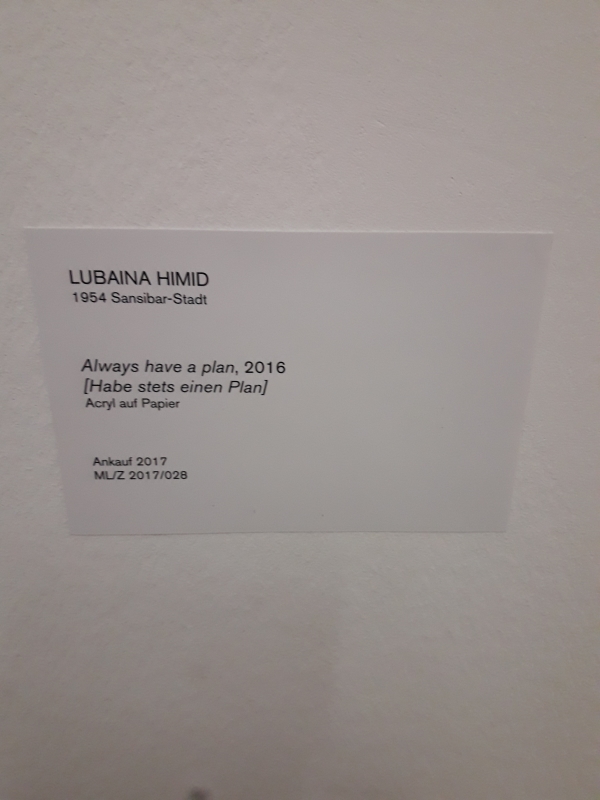 LUBAINA HIMID
1954 Sansibar-Stadt
Always have a plan, 2016
[Habe stets einen Plan]
Acryl auf Papier
Ankauf 2017
ML/Z 2017/028